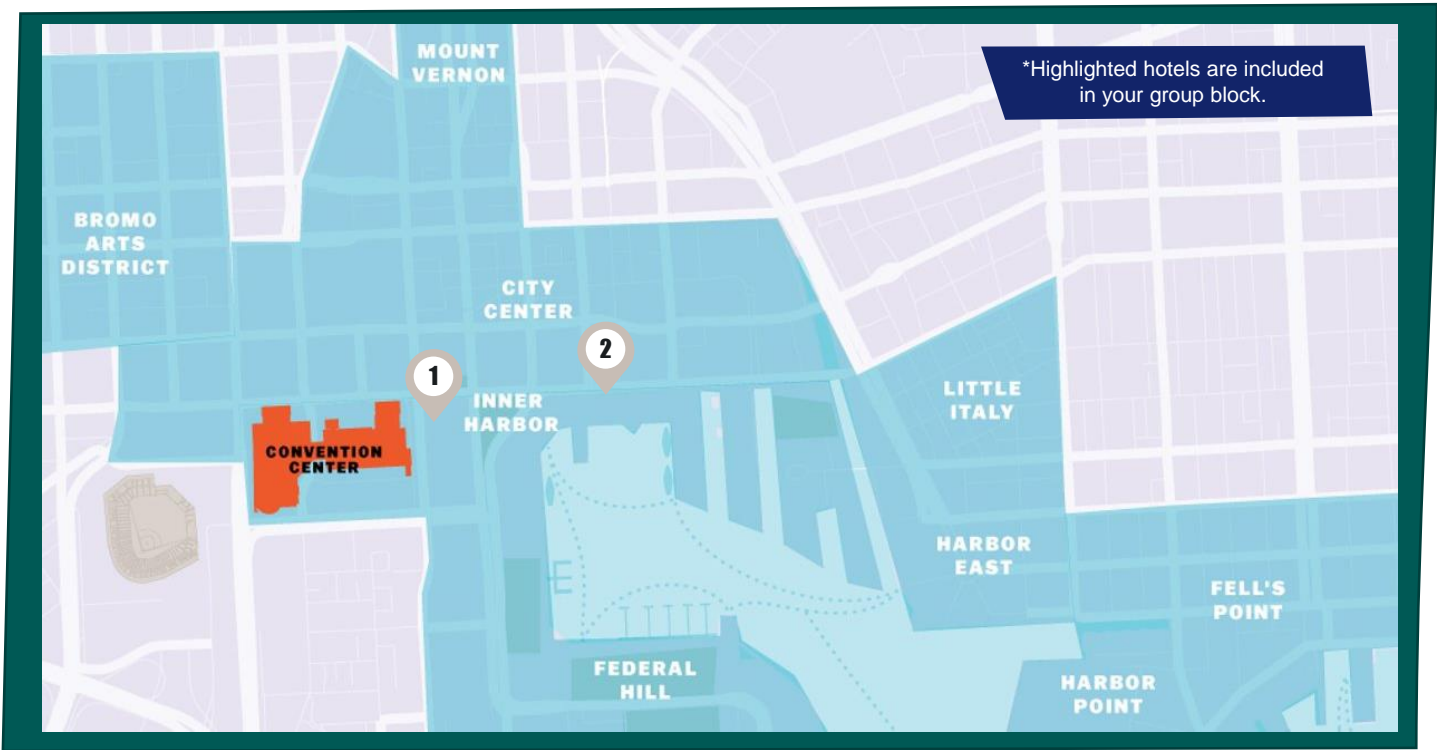 MOUNT
VERNON
*Highlighted hotels are included
in your group block.
BROMO
ARTS
DISTRICT
CITY
CENTER
2
1
INNER
HARBOR
LITTLE
ITALY
CONVENTION
CENTER
HARBOR
EAST
FELL'S
POINT
FEDERAL
HILL
HARBOR
POINT